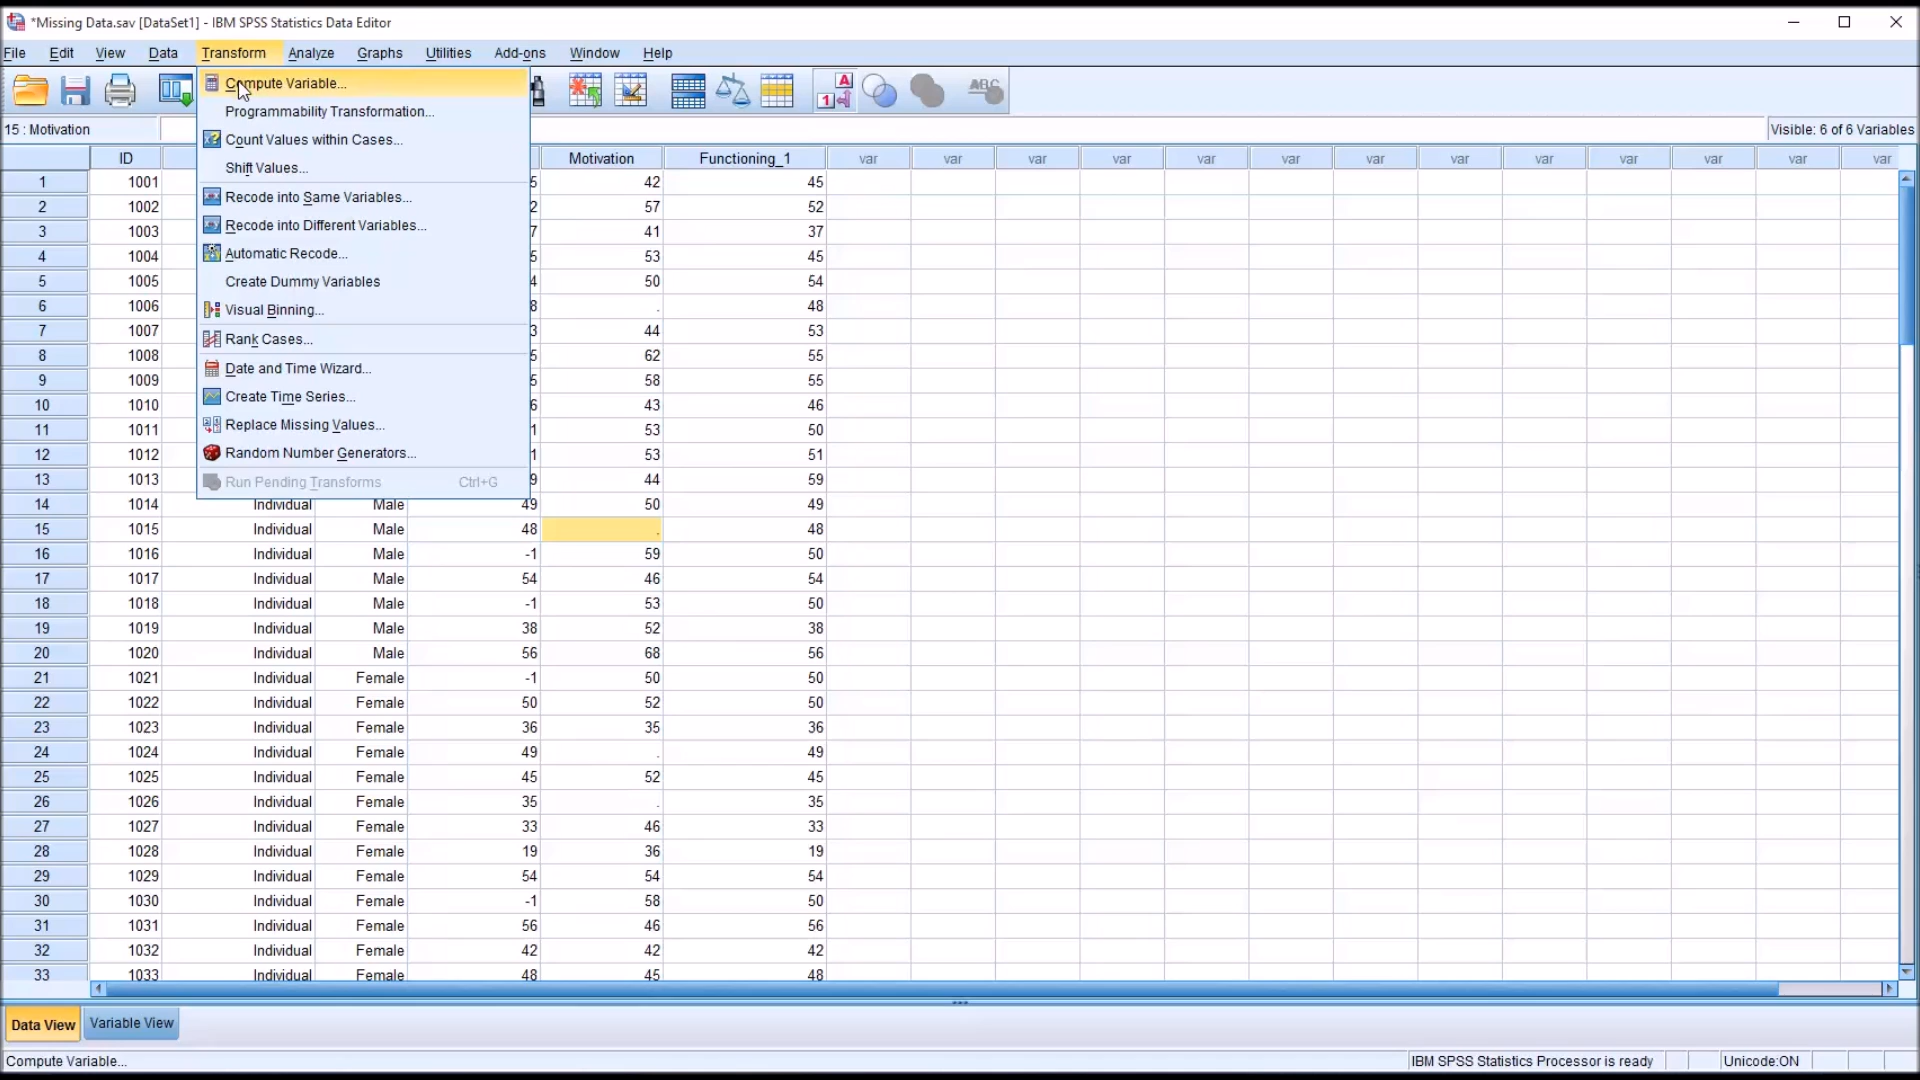 *Missing Data.sav [DataSet1] - IBM SPSS Statistics Data Editor
File Edit View Data Transform Analyze Graphs Utilities Add-ons Window Help
Compute Variable...
Programmability Transformation...
Count Values within Cases...
Shift Values...
Recode into Same Variables...
Recode into Different Variables...
Automatic Recode...
Create Dummy Variables
Visual Binning...
Rank Cases...
Date and Time Wizard...
Create Time Series...
Replace Missing Values...
Random Number Generators...
Run Pending Transforms Ctrl+G
A
1
ABC
15 : Motivation
Visible: 6 of 6 Variables
ID Motivation Functioning_1 var var var var var var var var var var var var var
1 1001 5 42 45
2 1002 2 57 52
3 1003 7 41 37
4 1004 5 53 45
5 1005 4 50 54
6 1006 8 . 48
7 1007 3 44 53
8 1008 5 62 55
9 1009 5 58 55
10 1010 6 43 46
11 1011 1 53 50
12 1012 1 53 51
13 1013 9 44 59
14 1014 Individual Male 49 50 49
15 1015 Individual Male 48 . 48
16 1016 Individual Male -1 59 50
17 1017 Individual Male 54 46 54
18 1018 Individual Male -1 53 50
19 1019 Individual Male 38 52 38
20 1020 Individual Male 56 68 56
21 1021 Individual Female -1 50 50
22 1022 Individual Female 50 52 50
23 1023 Individual Female 36 35 36
24 1024 Individual Female 49 . 49
25 1025 Individual Female 45 52 45
26 1026 Individual Female 35 . 35
27 1027 Individual Female 33 46 33
28 1028 Individual Female 19 36 19
29 1029 Individual Female 54 54 54
30 1030 Individual Female -1 58 50
31 1031 Individual Female 56 46 56
32 1032 Individual Female 42 42 42
33 1033 Individual Female 48 45 48
Data View Variable View
Compute Variable... IBM SPSS Statistics Processor is ready Unicode:ON